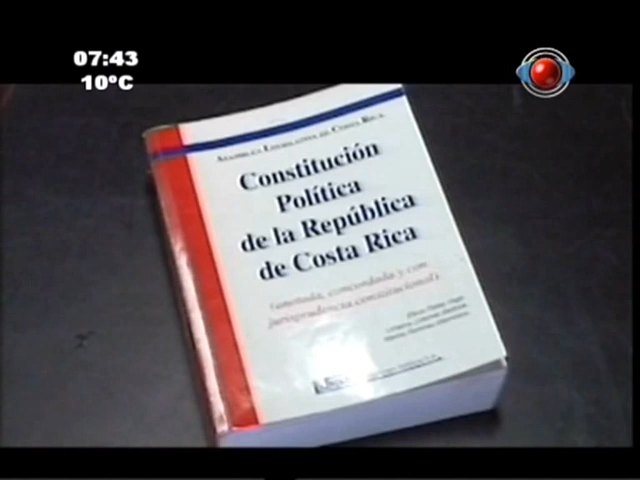 07:43
10°C
Asamblea Legislativa de Costa Rica
Constitución
Política
de la República
de Costa Rica
(anotada, concordada y con
jurisprudencia constitucional)